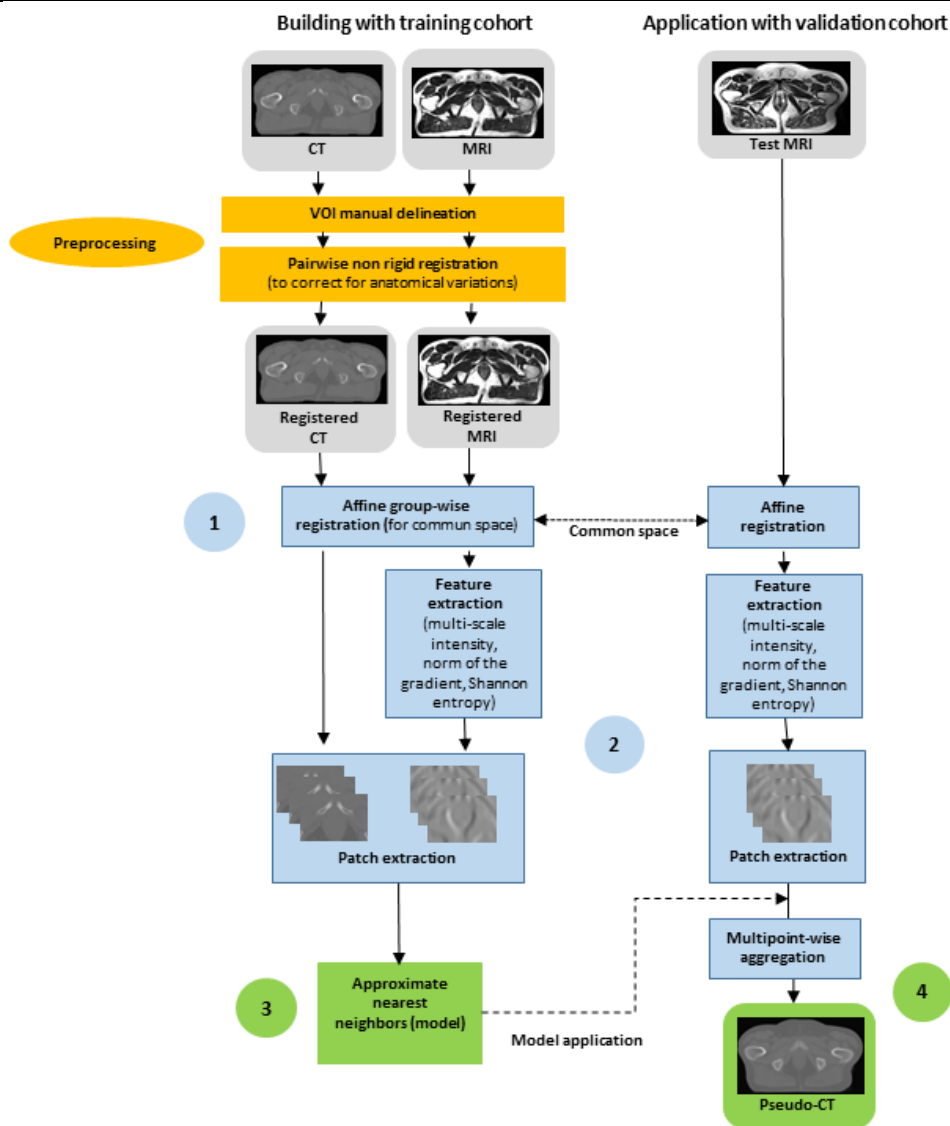 Building with training cohort
Application with validation cohort
CT
MRI
Test MRI
VOI manual delineation
Preprocessing
Pairwise non rigid registration
(to correct for anatomical variations)
Registered
CT
Registered
MRI
1
Affine group-wise
registration (for commun space)
Common space
Affine
registration
Feature
extraction
(multi-scale
intensity,
norm of the
gradient, Shannon
entropy)
Feature
extraction
(multi-scale
intensity,
norm of the
gradient, Shannon
entropy)
2
Patch extraction
Patch extraction
Multipoint-wise
aggregation
3
Approximate
nearest
neighbors (model)
Model application
4
Pseudo-CT